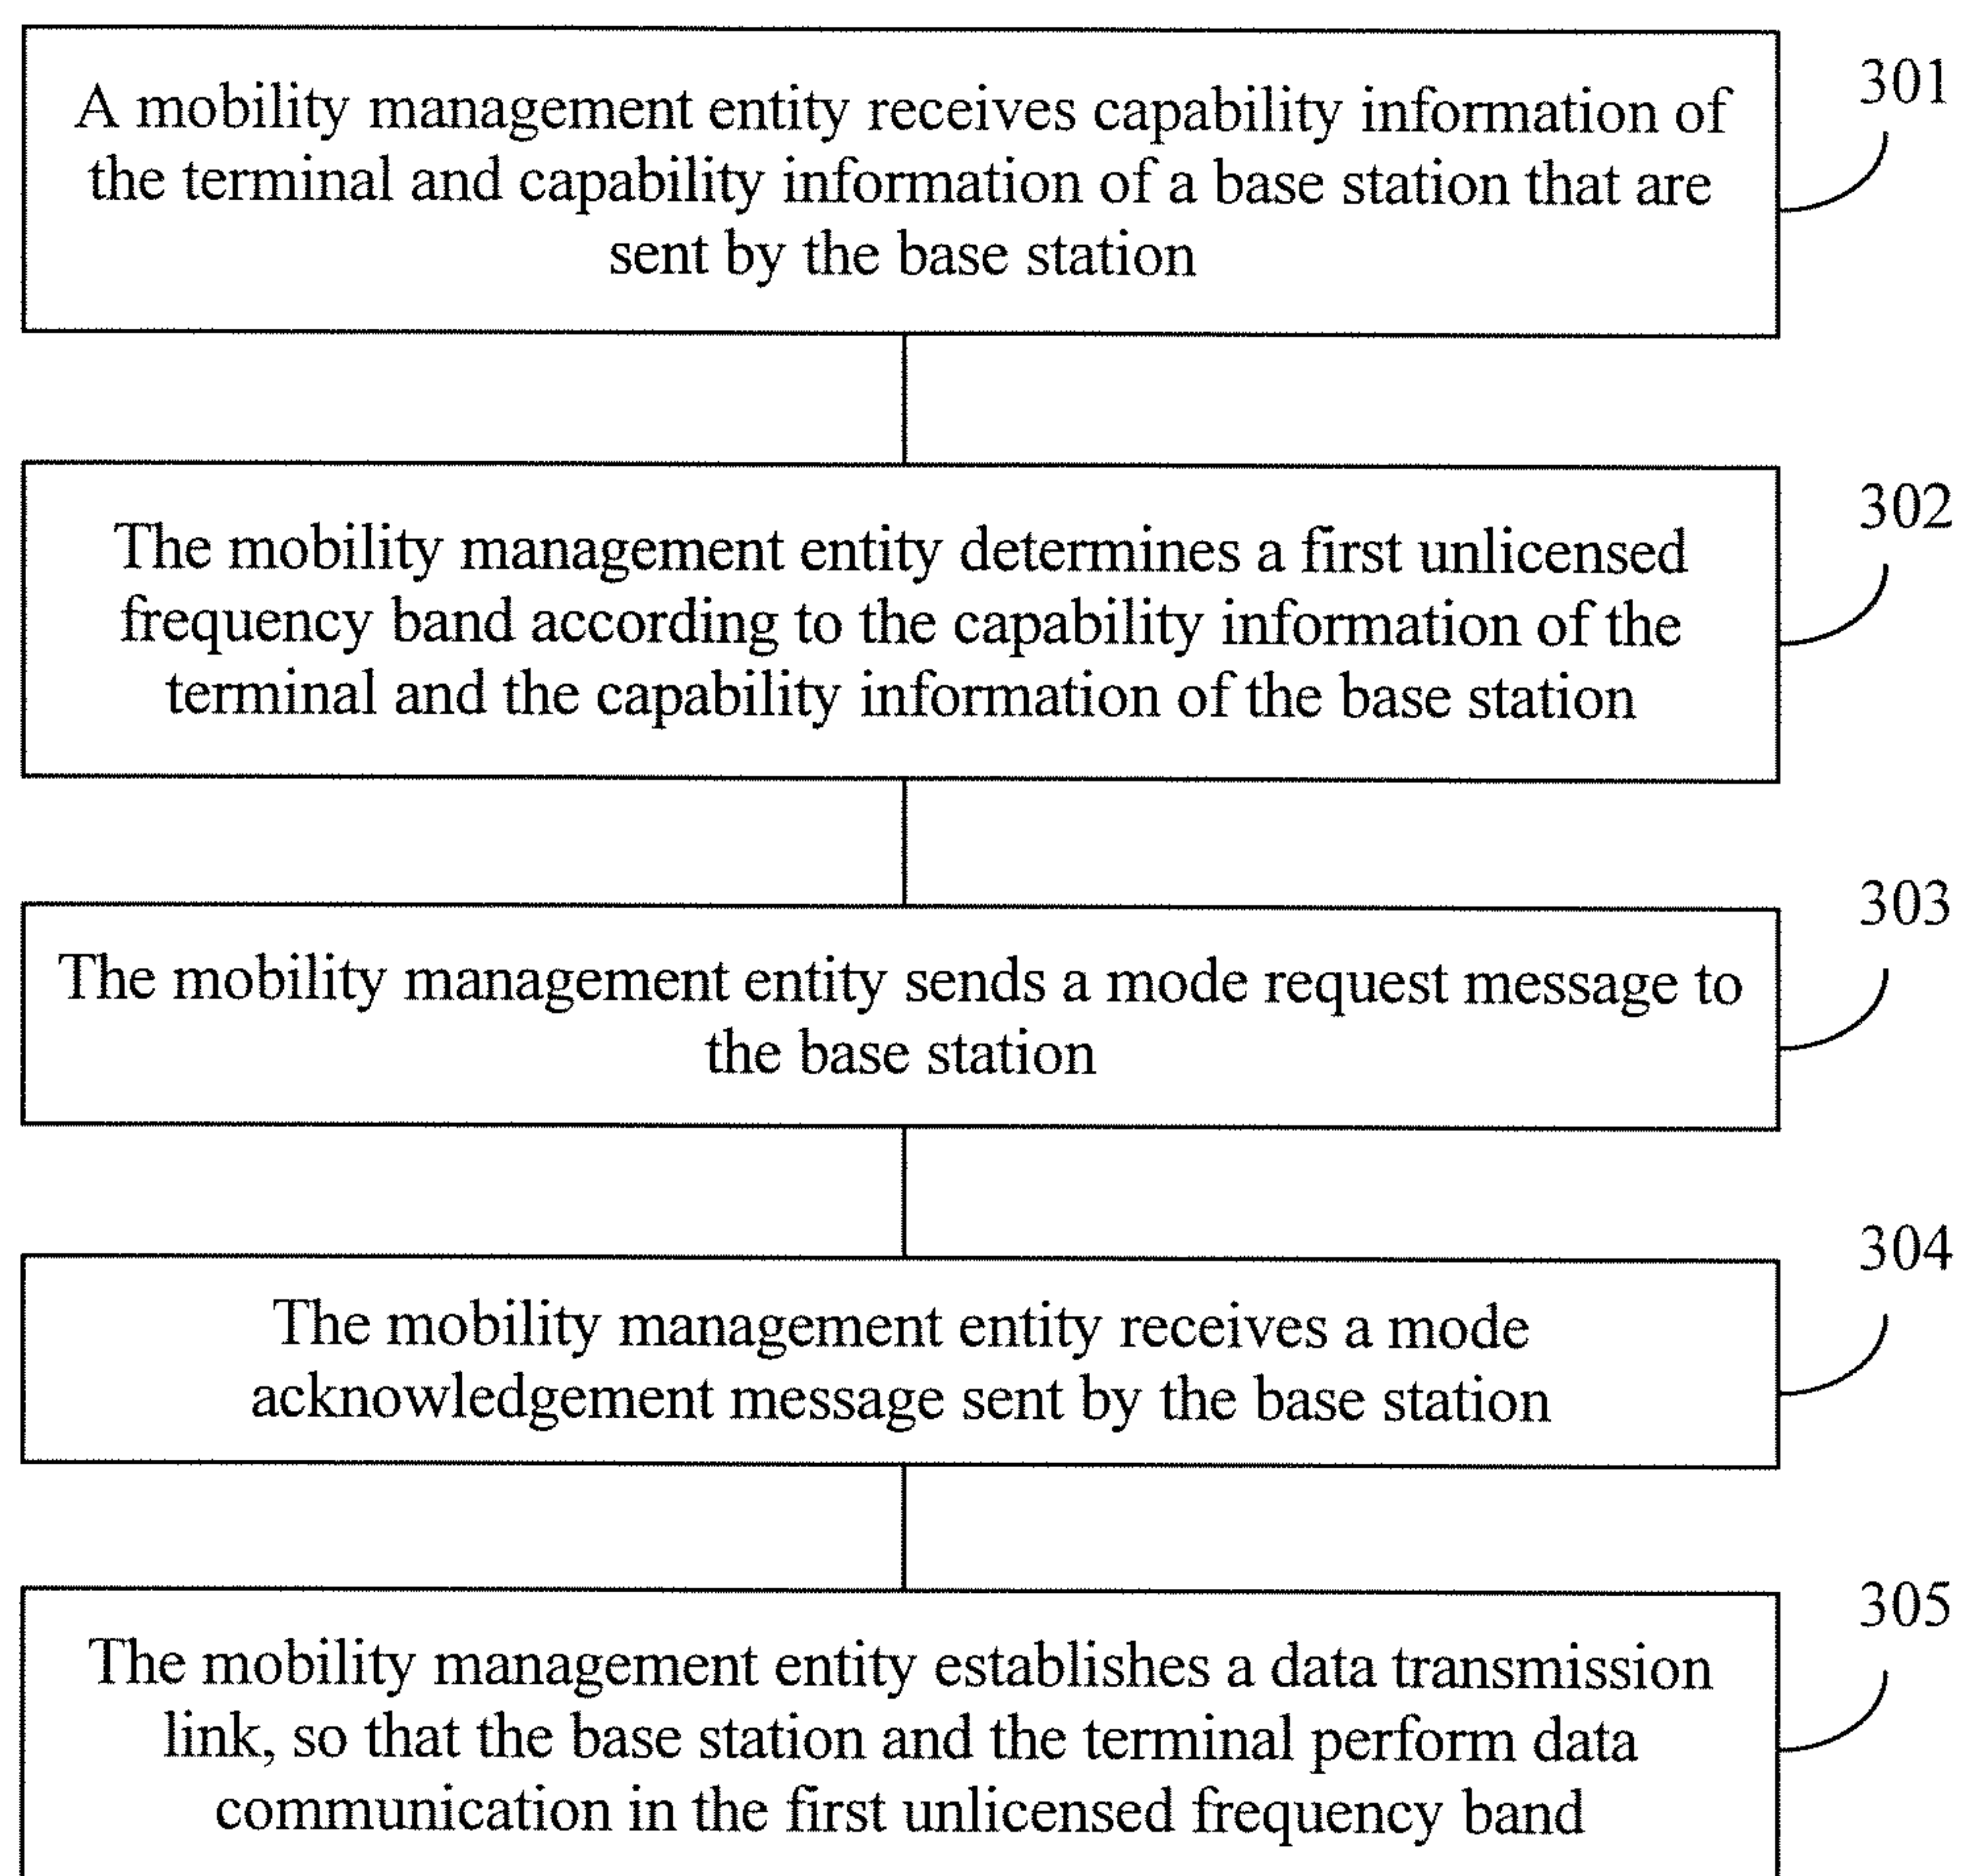 A mobility management entity receives capability information of
the terminal and capability information of a base station that are
sent by the base station
301
The mobility management entity determines a first unlicensed
frequency band according to the capability information of the
terminal and the capability information of the base station
302
The mobility management entity sends a mode request message to
the base station
303
The mobility management entity receives a mode
acknowledgement message sent by the base station
304
The mobility management entity establishes a data transmission
link, so that the base station and the terminal perform data
communication in the first unlicensed frequency band
305